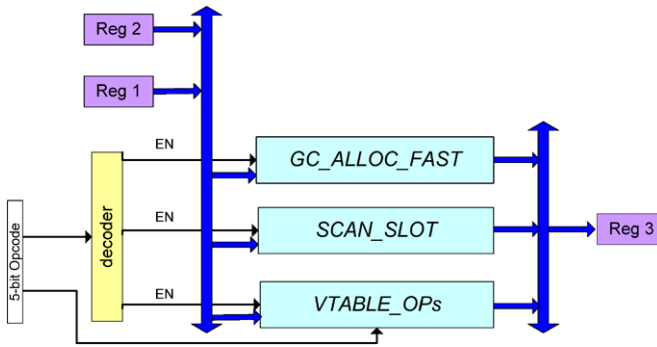 Reg 2
Reg 1
EN
GC_ALLOC_FAST
5-bit Opcode
decoder
EN
SCAN_SLOT
Reg 3
EN
VTABLE_OPs